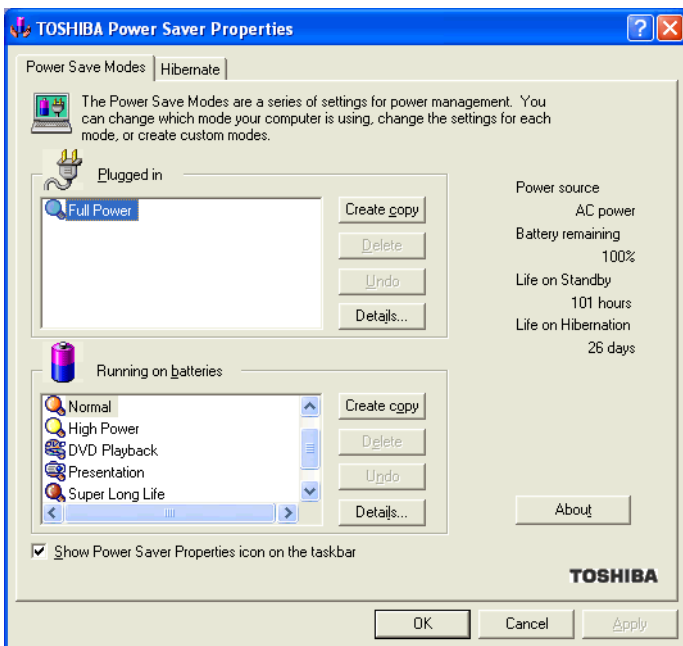 TOSHIBA Power Saver Properties
Power Save Modes
Hibernate
The Power Save Modes are a series of settings for power management. You
can change which mode your computer is using, change the settings for each
mode, or create custom modes.
Plugged in
Full Power
Create copy
Delete
Undo
Details...
Power source
AC power
Battery remaining
100%
Life on Standby
101 hours
Life on Hibernation
26 days
Running on batteries
Normal
High Power
DVD Playback
Presentation
Super Long Life
Create copy
Delete
Undo
Details...
About
Show Power Saver Properties icon on the taskbar
TOSHIBA
OK
Cancel
Apply